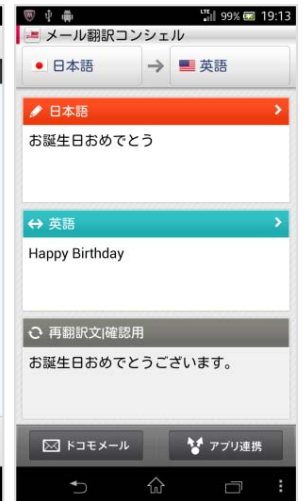 99% 19:13
メール翻訳コンシェル
日本語 → 英語
日本語
お誕生日おめでとう
英語
Happy Birthday
再翻訳文|確認用
お誕生日おめでとうございます。
ドコモメール アプリ連携